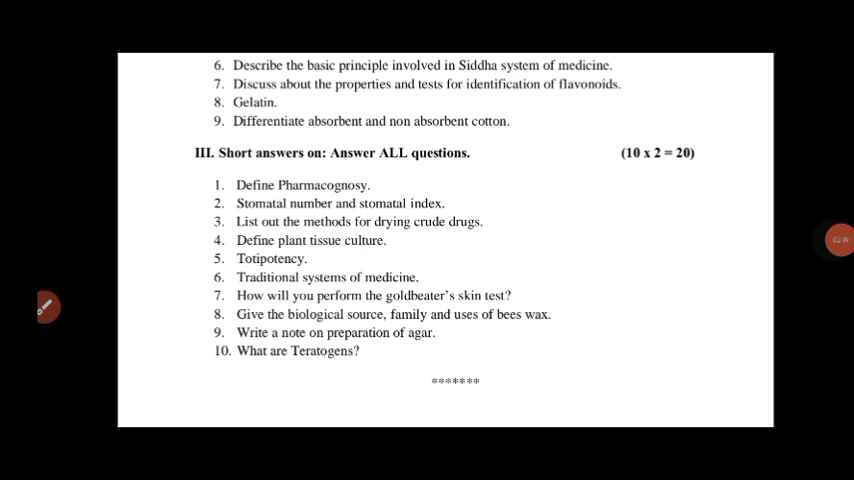 6. Describe the basic principle involved in Siddha system of medicine.
7. Discuss about the properties and tests for identification of flavonoids.
8. Gelatin.
9. Differentiate absorbent and non absorbent cotton.
III. Short answers on: Answer ALL questions. (10 x 2 = 20)
1. Define Pharmacognosy.
2. Stomatal number and stomatal index.
3. List out the methods for drying crude drugs.
4. Define plant tissue culture.
5. Totipotency.
6. Traditional systems of medicine.
7. How will you perform the goldbeater’s skin test?
8. Give the biological source, family and uses of bees wax.
9. Write a note on preparation of agar.
10. What are Teratogens?
*******